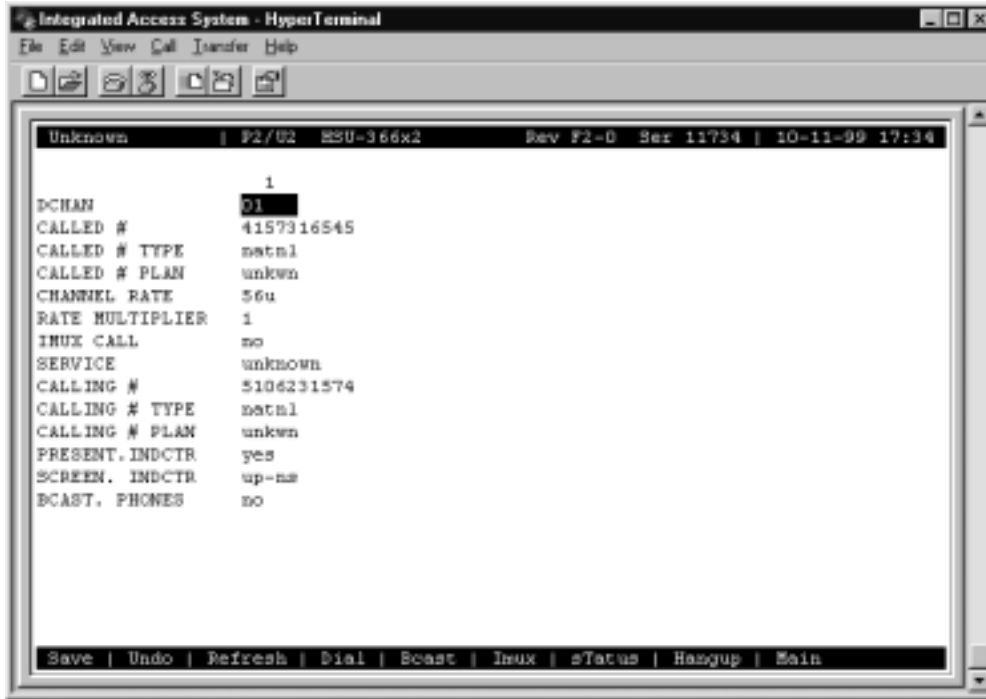 Integrated Access System - HyperTerminal
File Edit View Call Transfer Help
Unknown | P2/U2 HSU-366x2 Rev F2-0 Ser 11734 | 10-11-99 17:34
1
DCHAN D1
CALLED # 4157316545
CALLED # TYPE natnl
CALLED # PLAN unkwn
CHANNEL RATE 56u
RATE MULTIPLIER 1
IMUX CALL no
SERVICE unknown
CALLING # 5106231574
CALLING # TYPE natnl
CALLING # PLAN unkwn
PRESENT.INDCTR yes
SCREEN. INDCTR up-ns
BCAST. PHONES no
Save | Undo | Refresh | Dial | Bcast | Imux | sTatus | Hangup | Main